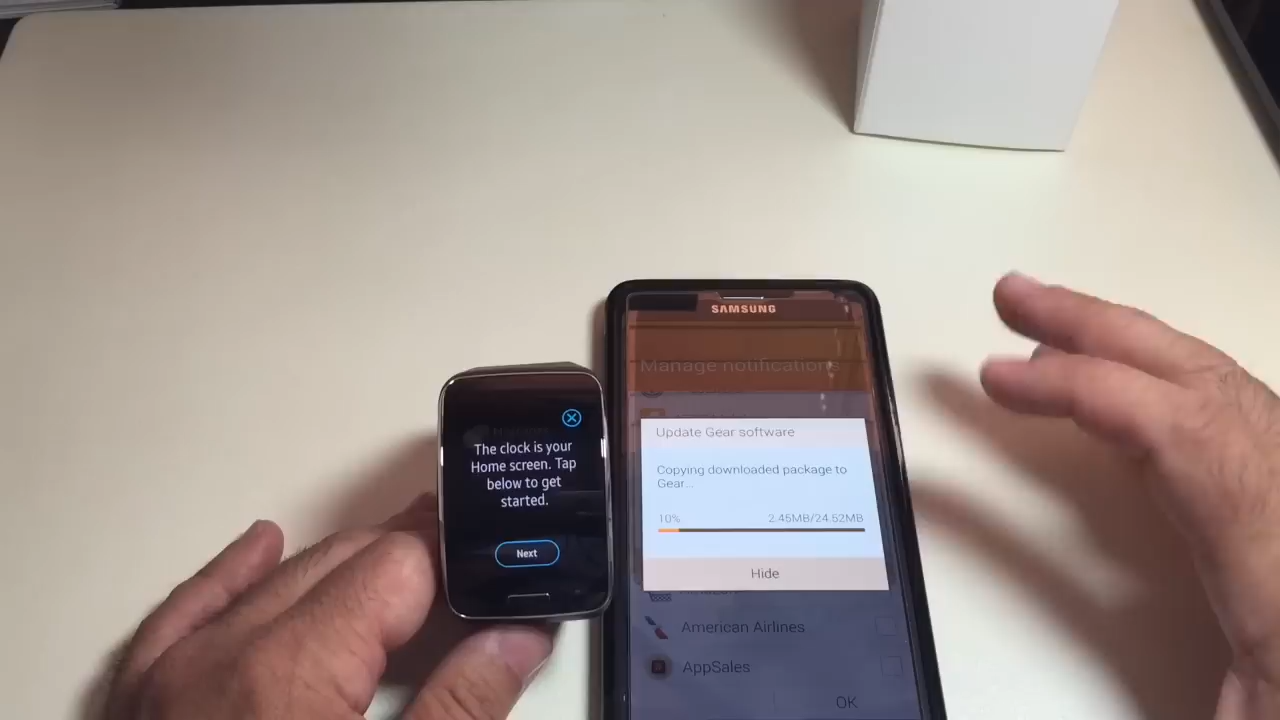 SAMSUNG
Manage notifications
The clock is your
Home screen. Tap
below to get
started.
Next
Update Gear software
Copying downloaded package to
Gear...
10% 2.45MB/24.52MB
Hide
American Airlines
AppSales
OK